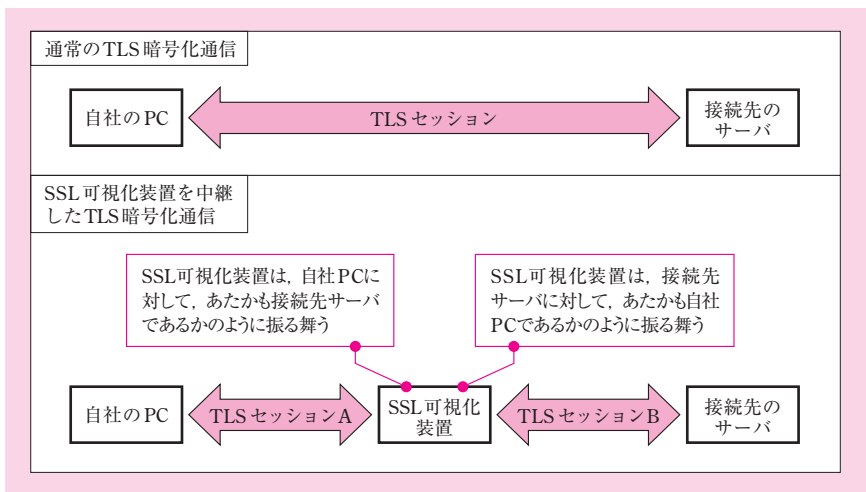 通常のTLS暗号化通信
自社のPC
TLSセッション
接続先の
サーバ
SSL可視化装置を中継
したTLS暗号化通信
SSL可視化装置は，自社PCに
対して，あたかも接続先サーバ
であるかのように振る舞う
SSL可視化装置は，接続先
サーバに対して，あたかも自社
PCであるかのように振る舞う
自社のPC
TLSセッションA
SSL可視化
装置
TLSセッションB
接続先の
サーバ